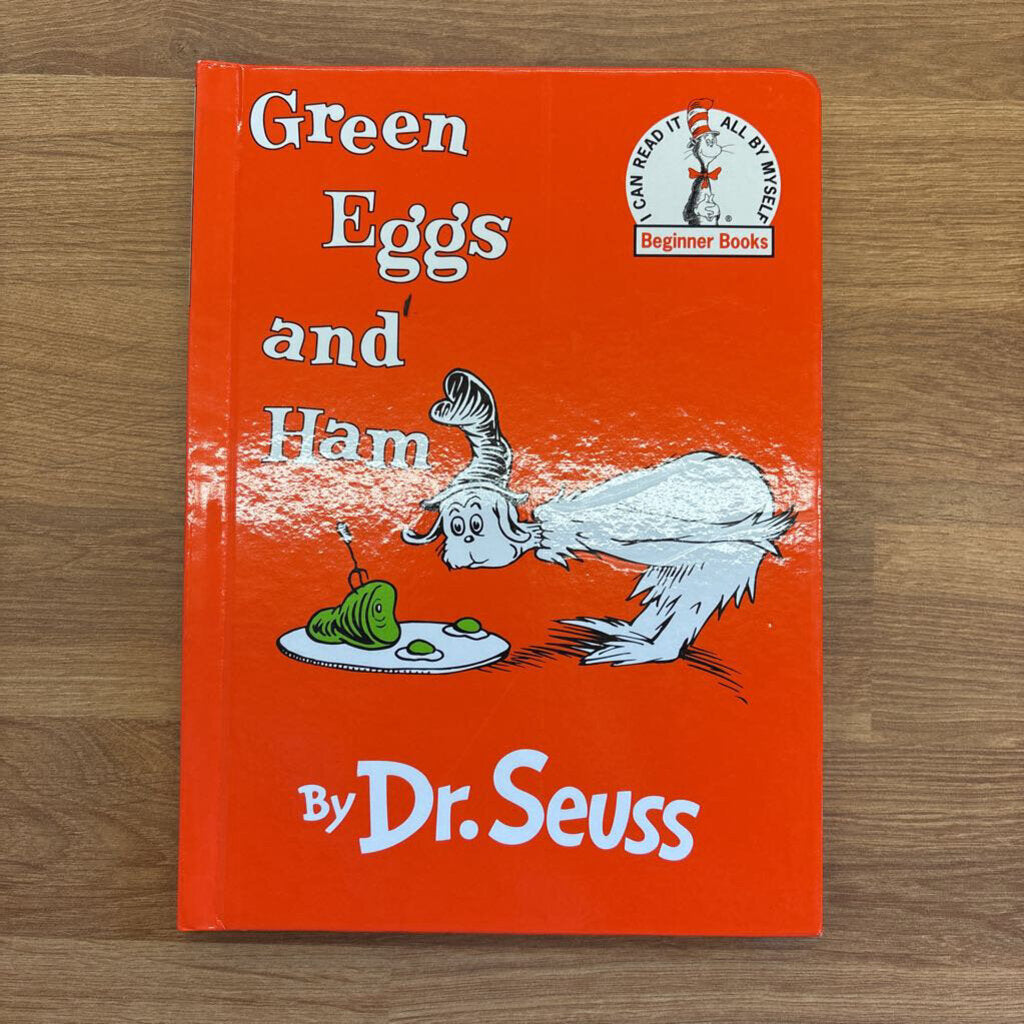 Green
Eggs
and
Ham
I CAN READ IT ALL BY MYSELF
®
Beginner Books
By Dr. Seuss